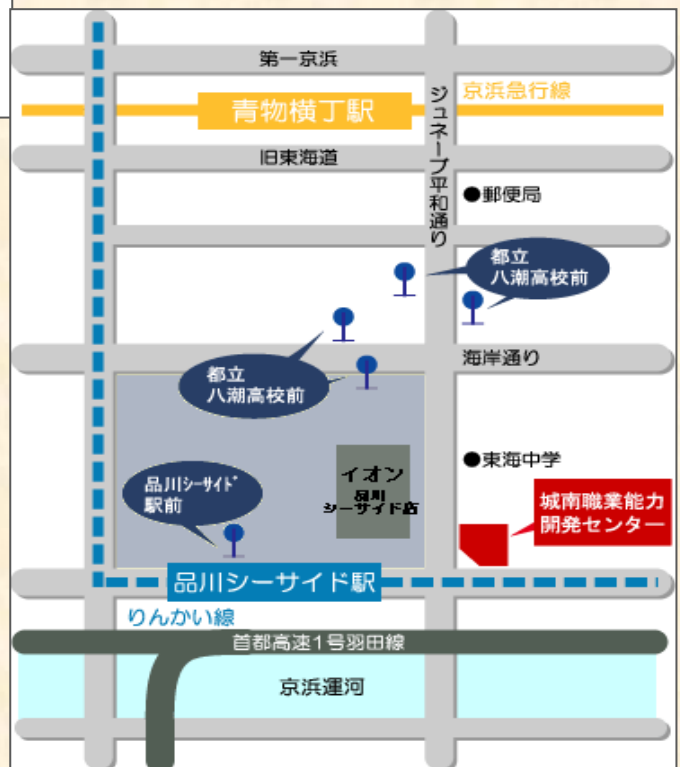 第一京浜
京浜急行線
青物横丁駅
旧東海道
ジュネーブ平和通り
●郵便局
都立
八潮高校前
海岸通り
都立
八潮高校前
●東海中学
イオン
品川
シーサイド店
品川ｼｰｻｲﾄﾞ
駅前
城南職業能力
開発センター
品川シーサイド駅
りんかい線
首都高速1号羽田線
京浜運河